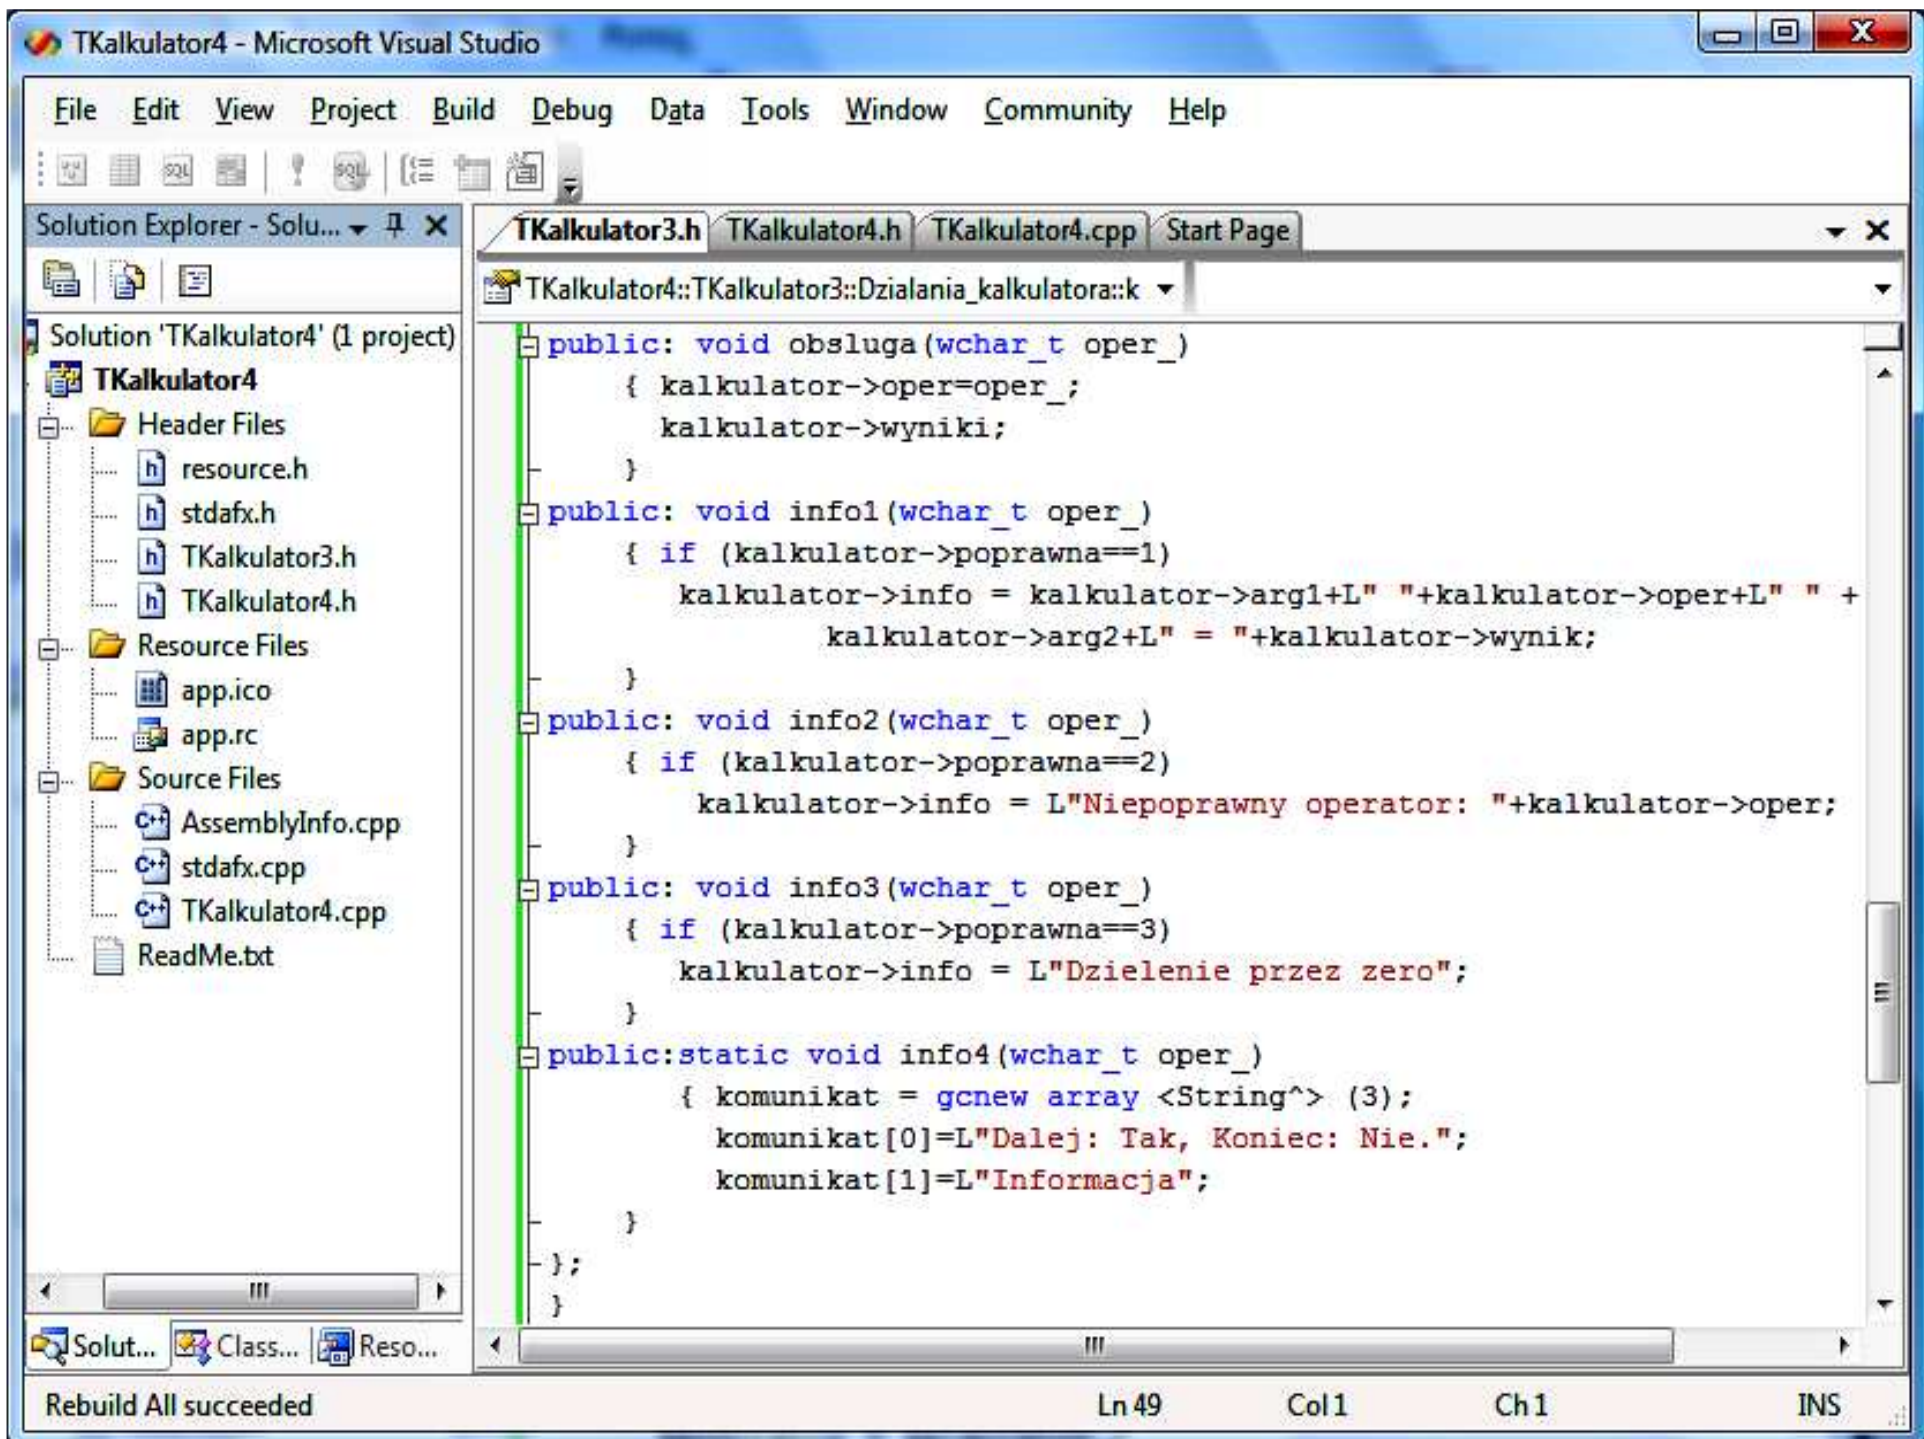 TKalkulator4 - Microsoft Visual Studio
File Edit View Project Build Debug Data Tools Window Community Help
Solution Explorer - Solu...
TKalkulator3.h TKalkulator4.h TKalkulator4.cpp Start Page
TKalkulator4::TKalkulator3::Dzialania_kalkulatora::k
Solution 'TKalkulator4' (1 project)
TKalkulator4
Header Files
resource.h
stdafx.h
TKalkulator3.h
TKalkulator4.h
Resource Files
app.ico
app.rc
Source Files
AssemblyInfo.cpp
stdafx.cpp
TKalkulator4.cpp
ReadMe.txt
Solut... Class... Reso...
public: void obsluga(wchar_t oper_)
{ kalkulator->oper=oper_;
kalkulator->wyniki;
}
public: void info1(wchar_t oper_)
{ if (kalkulator->poprawna==1)
kalkulator->info = kalkulator->arg1+L" "+kalkulator->oper+L" " +
kalkulator->arg2+L" = "+kalkulator->wynik;
}
public: void info2(wchar_t oper_)
{ if (kalkulator->poprawna==2)
kalkulator->info = L"Niepoprawny operator: "+kalkulator->oper;
}
public: void info3(wchar_t oper_)
{ if (kalkulator->poprawna==3)
kalkulator->info = L"Dzielenie przez zero";
}
public:static void info4(wchar_t oper_)
{ komunikat = gcnew array <String^> (3);
komunikat[0]=L"Dalej: Tak, Koniec: Nie.";
komunikat[1]=L"Informacja";
}
};
}
Rebuild All succeeded Ln 49 Col 1 Ch 1 INS